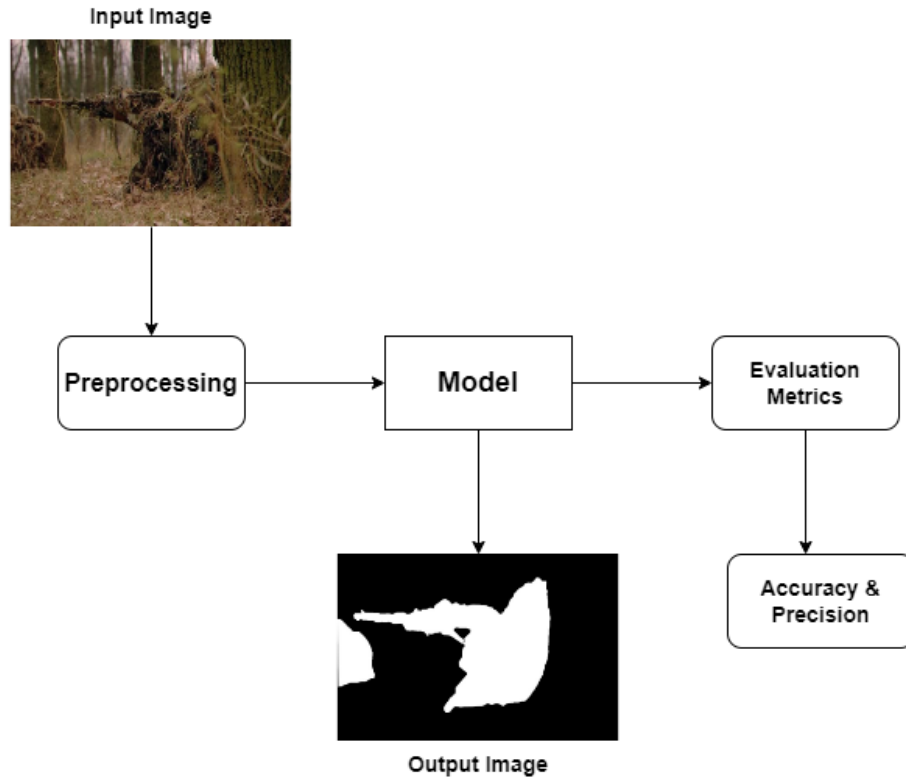 Input Image
Preprocessing
Model
Evaluation
Metrics
Accuracy &
Precision
Output Image